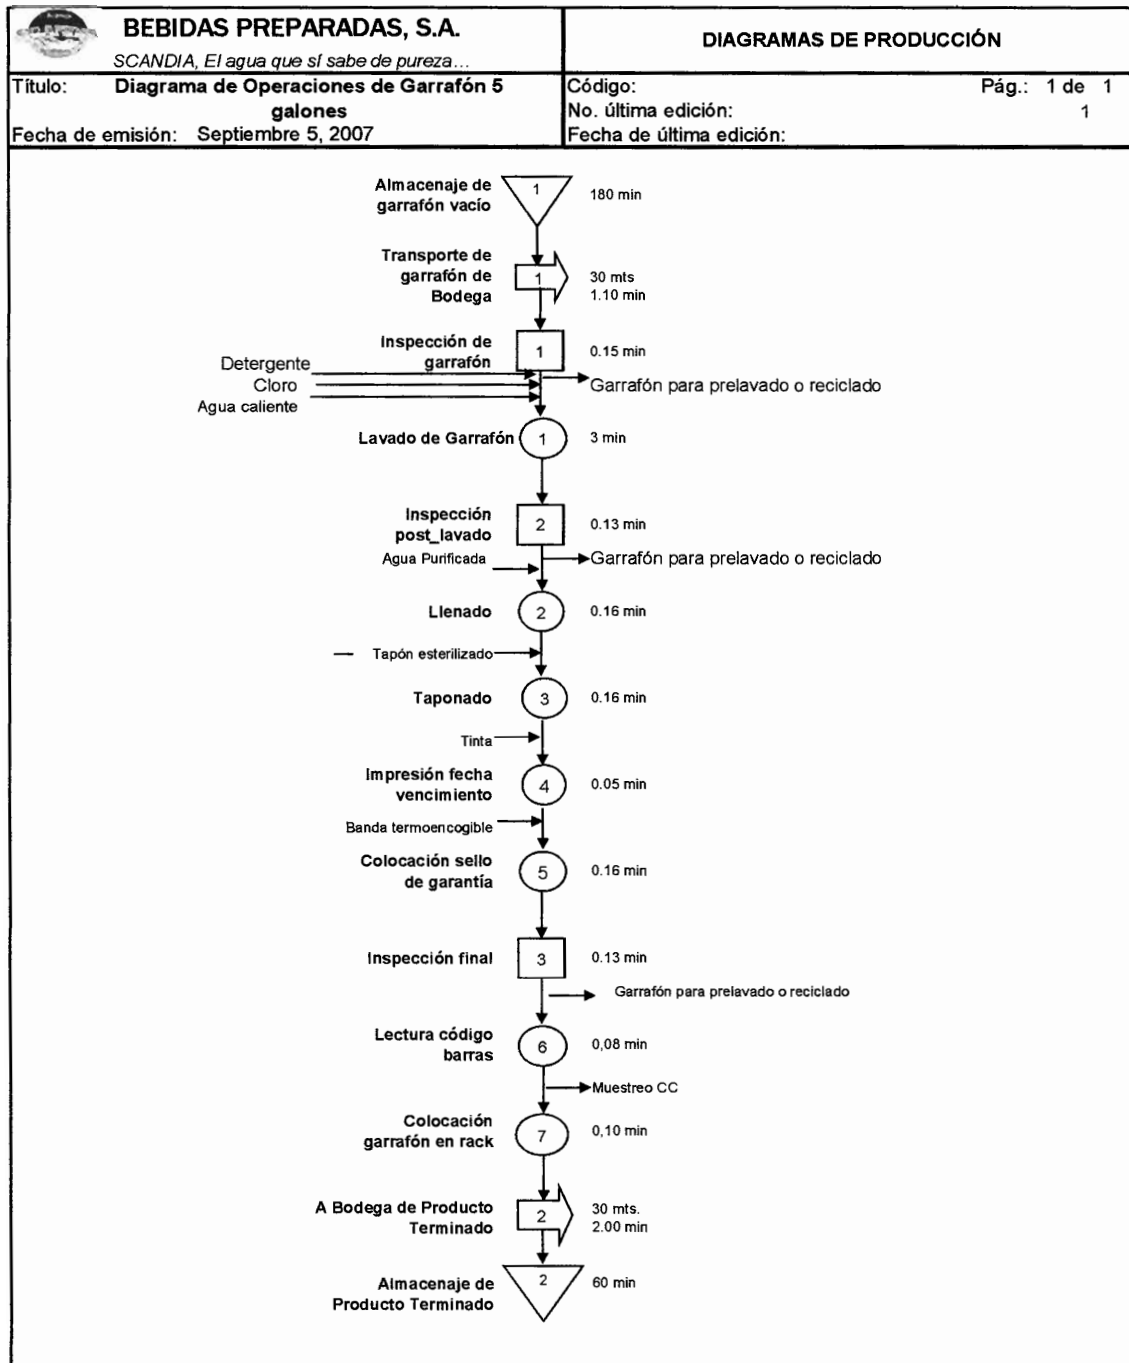 BEBIDAS PREPARADAS, S.A.
SCANDIA, El agua que sí sabe de pureza...
DIAGRAMAS DE PRODUCCIÓN
Título: Diagrama de Operaciones de Garrafón 5
galones
Fecha de emisión: Septiembre 5, 2007
Código: Pág.: 1 de 1
No. última edición: 1
Fecha de última edición:
Almacenaje de
garrafón vacío
1
180 min
Transporte de
garrafón de
Bodega
1
30 mts
1.10 min
Inspección de
garrafón
1
0.15 min
Detergente
Cloro
Agua caliente
Garrafón para prelavado o reciclado
Lavado de Garrafón
1
3 min
Inspección
post_lavado
2
0.13 min
Agua Purificada
Garrafón para prelavado o reciclado
Llenado
2
0.16 min
Tapón esterilizado
Taponado
3
0.16 min
Tinta
Impresión fecha
vencimiento
4
0.05 min
Banda termoencogible
Colocación sello
de garantía
5
0.16 min
Inspección final
3
0.13 min
Garrafón para prelavado o reciclado
Lectura código
barras
6
0,08 min
Muestreo CC
Colocación
garrafón en rack
7
0,10 min
A Bodega de Producto
Terminado
2
30 mts.
2.00 min
Almacenaje de
Producto Terminado
2
60 min